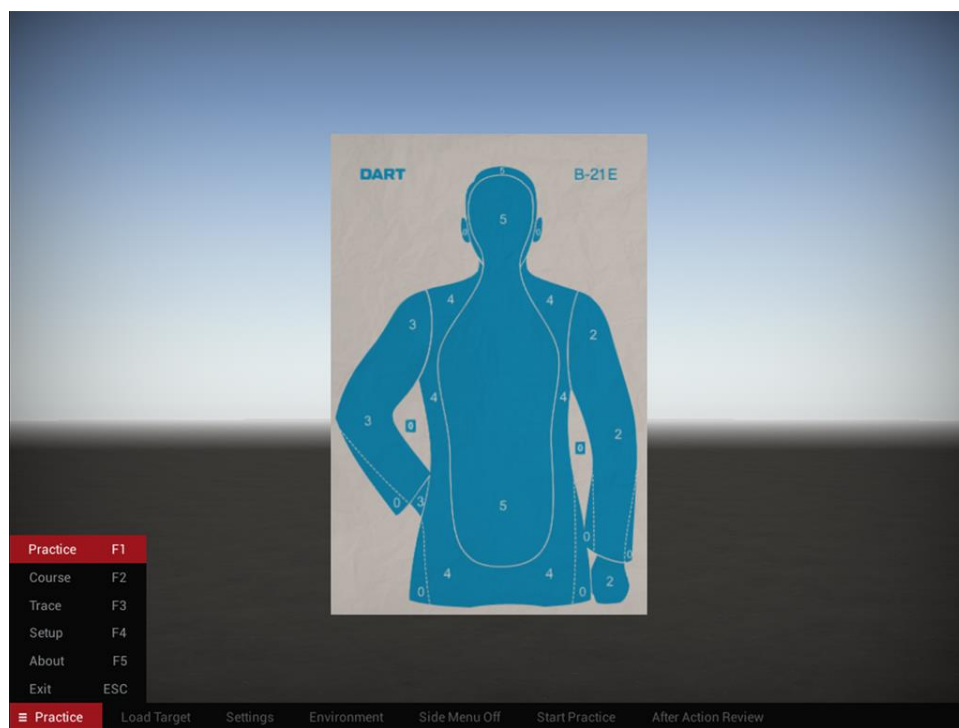 DART B-21E
5
5
0 0
4 4
3 2
4 4
3 2
0
0
5
0 3
0
0
4 4 2
0 0
Practice F1
Course F2
Trace F3
Setup F4
About F5
Exit ESC
Practice Load Target Settings Environment Side Menu Off Start Practice After Action Review